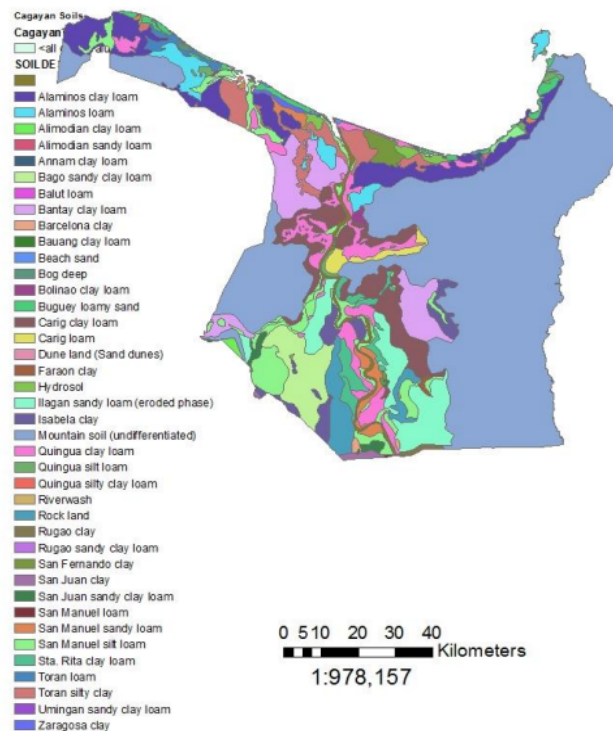 Cagayan Soils
Cagayan
<all
SOILDE
Alaminos clay loam
Alaminos loam
Alimodian clay loam
Alimodian sandy loam
Annam clay loam
Bago sandy clay loam
Balut loam
Bantay clay loam
Barcelona clay
Bauang clay loam
Beach sand
Bog deep
Bolinao clay loam
Buguey loamy sand
Carig clay loam
Carig loam
Dune land (Sand dunes)
Faraon clay
Hydrosol
Ilagan sandy loam (eroded phase)
Isabela clay
Mountain soil (undifferentiated)
Quingua clay loam
Quingua silt loam
Quingua silty clay loam
Riverwash
Rock land
Rugao clay
Rugao sandy clay loam
San Fernando clay
San Juan clay
San Juan sandy clay loam
San Manuel loam
San Manuel sandy loam
San Manuel silt loam
Sta. Rita clay loam
Toran loam
Toran silty clay
Umingan sandy clay loam
Zaragosa clay
0 5 10 20 30 40
Kilometers
1:978,157